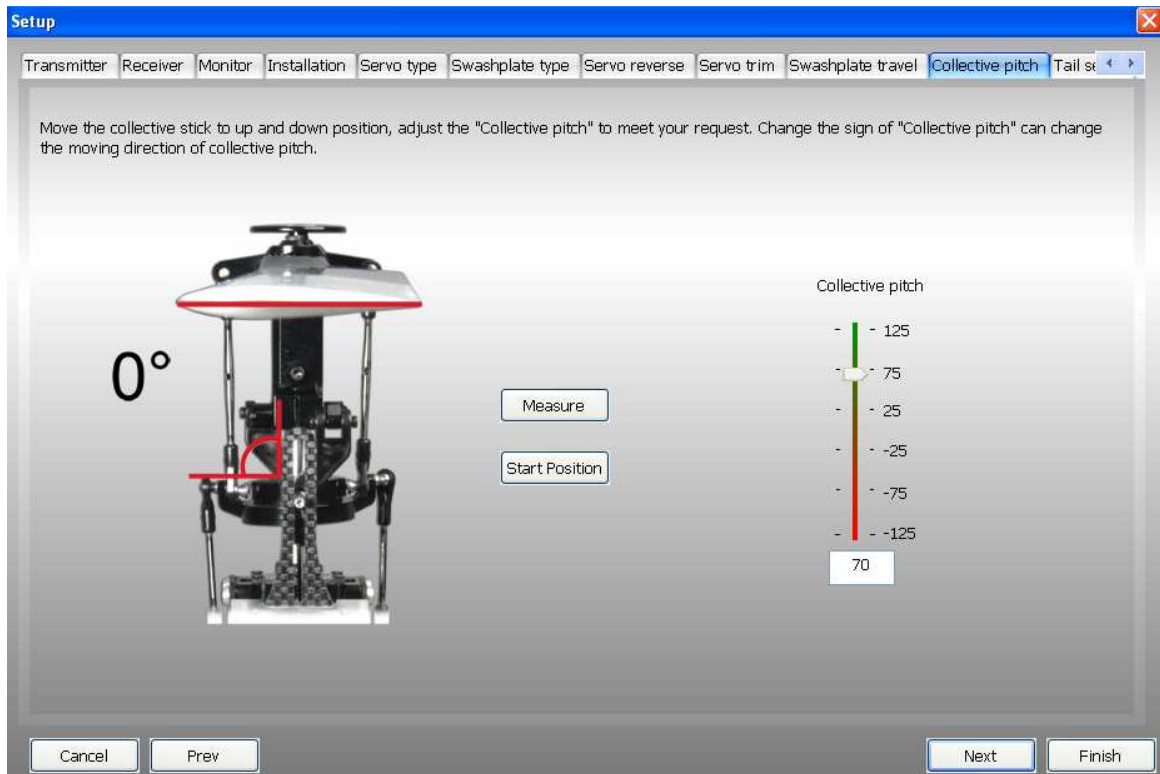 Setup
Transmitter Receiver Monitor Installation Servo type Swashplate type Servo reverse Servo trim Swashplate travel Collective pitch Tail se
Move the collective stick to up and down position, adjust the "Collective pitch" to meet your request. Change the sign of "Collective pitch" can change
the moving direction of collective pitch.
0°
Measure
Start Position
Collective pitch
125
75
25
-25
-75
-125
70
Cancel Prev Next Finish